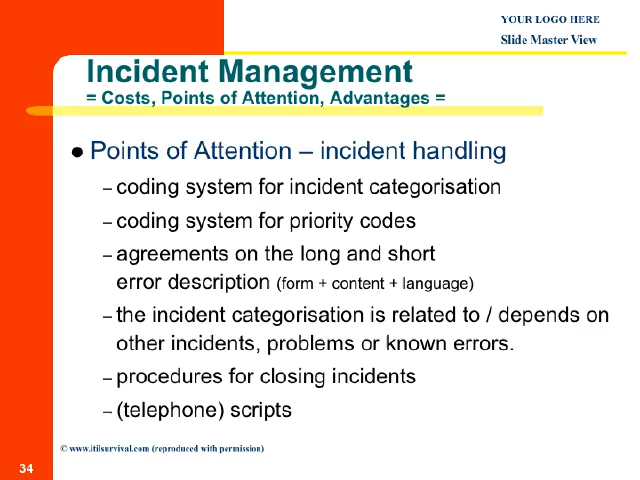 YOUR LOGO HERE
Slide Master View
Incident Management
= Costs, Points of Attention, Advantages =
● Points of Attention – incident handling
– coding system for incident categorisation
– coding system for priority codes
– agreements on the long and short
error description (form + content + language)
– the incident categorisation is related to / depends on
other incidents, problems or known errors.
– procedures for closing incidents
– (telephone) scripts
© www.itilsurvival.com (reproduced with permission)
34